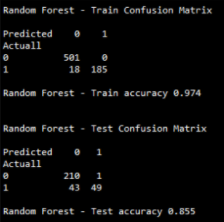 Random Forest - Train Confusion Matrix
Predicted 0 1
Actuall
0 501 0
1 18 185
Random Forest - Train accuracy 0.974
Random Forest - Test Confusion Matrix
Predicted 0 1
Actuall
0 210 1
1 43 49
Random Forest - Test accuracy 0.855